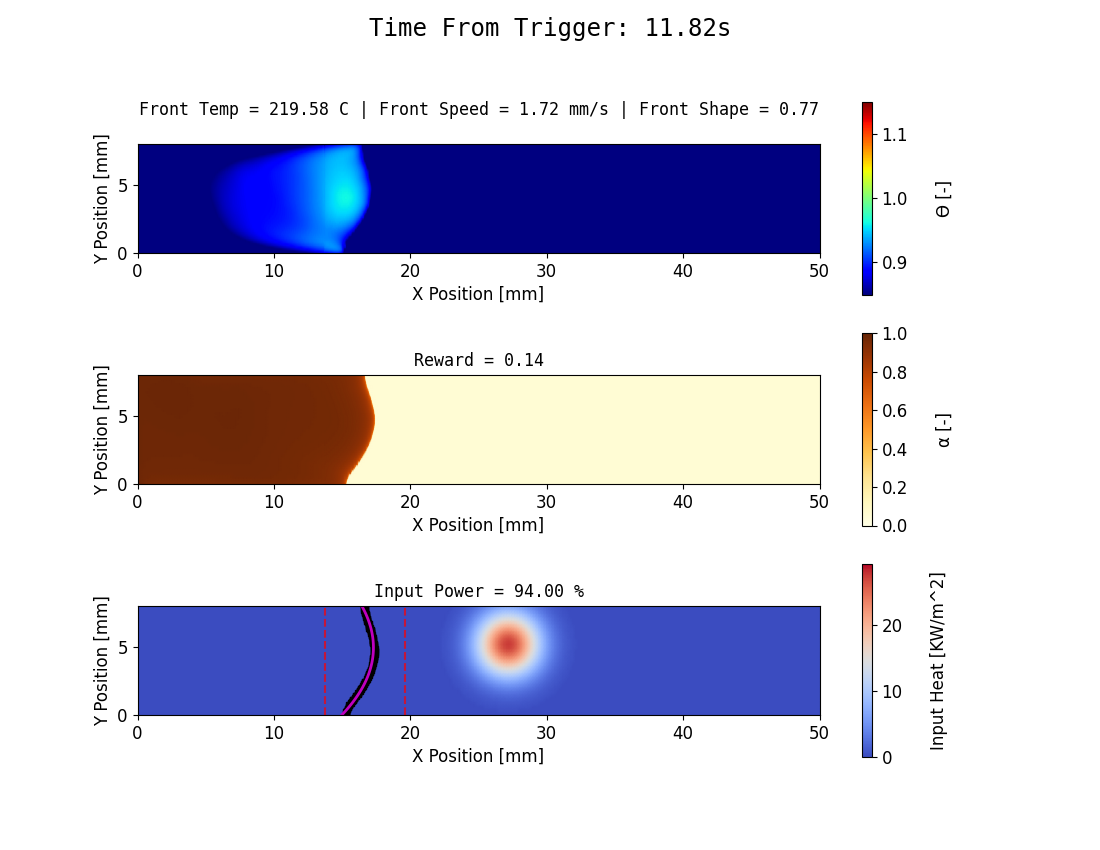 Time From Trigger: 11.82s
Front Temp = 219.58 C | Front Speed = 1.72 mm/s | Front Shape = 0.77
Y Position [mm]
5
0
0 10 20 30 40 50
X Position [mm]
1.1
1.0
0.9
Θ [-]
Reward = 0.14
Y Position [mm]
5
0
0 10 20 30 40 50
X Position [mm]
1.0
0.8
0.6
0.4
0.2
0.0
α [-]
Input Power = 94.00 %
Y Position [mm]
5
0
0 10 20 30 40 50
X Position [mm]
20
10
0
Input Heat [KW/m^2]